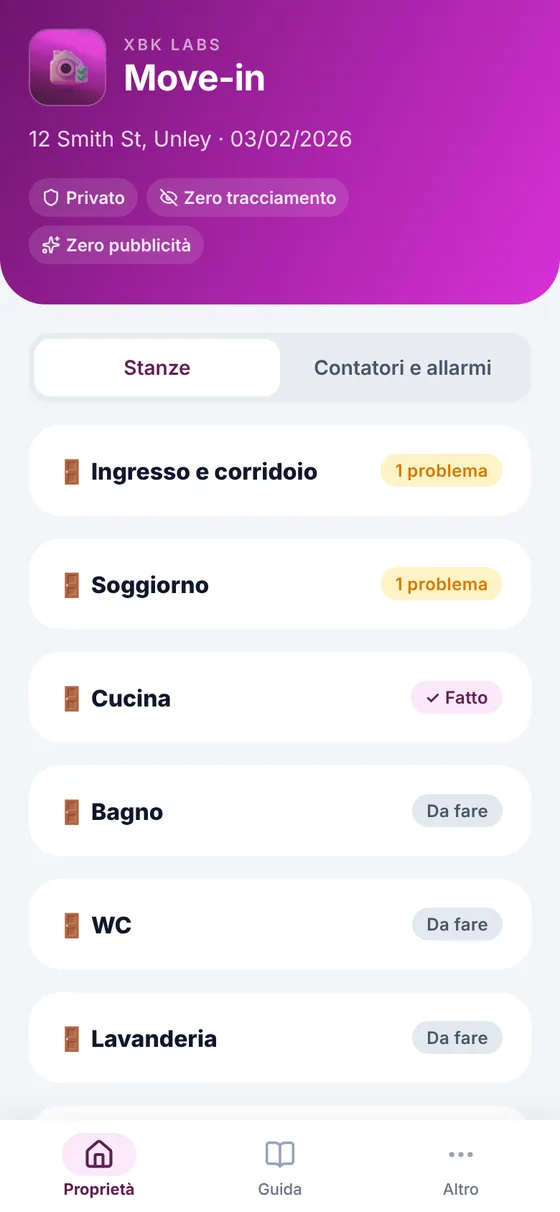 XBK LABS
Move-in
12 Smith St, Unley · 03/02/2026
Privato
Zero tracciamento
Zero pubblicità
Stanze
Contatori e allarmi
Ingresso e corridoio
1 problema
Soggiorno
1 problema
Cucina
✓ Fatto
Bagno
Da fare
WC
Da fare
Lavanderia
Da fare
Proprietà
Guida
Altro